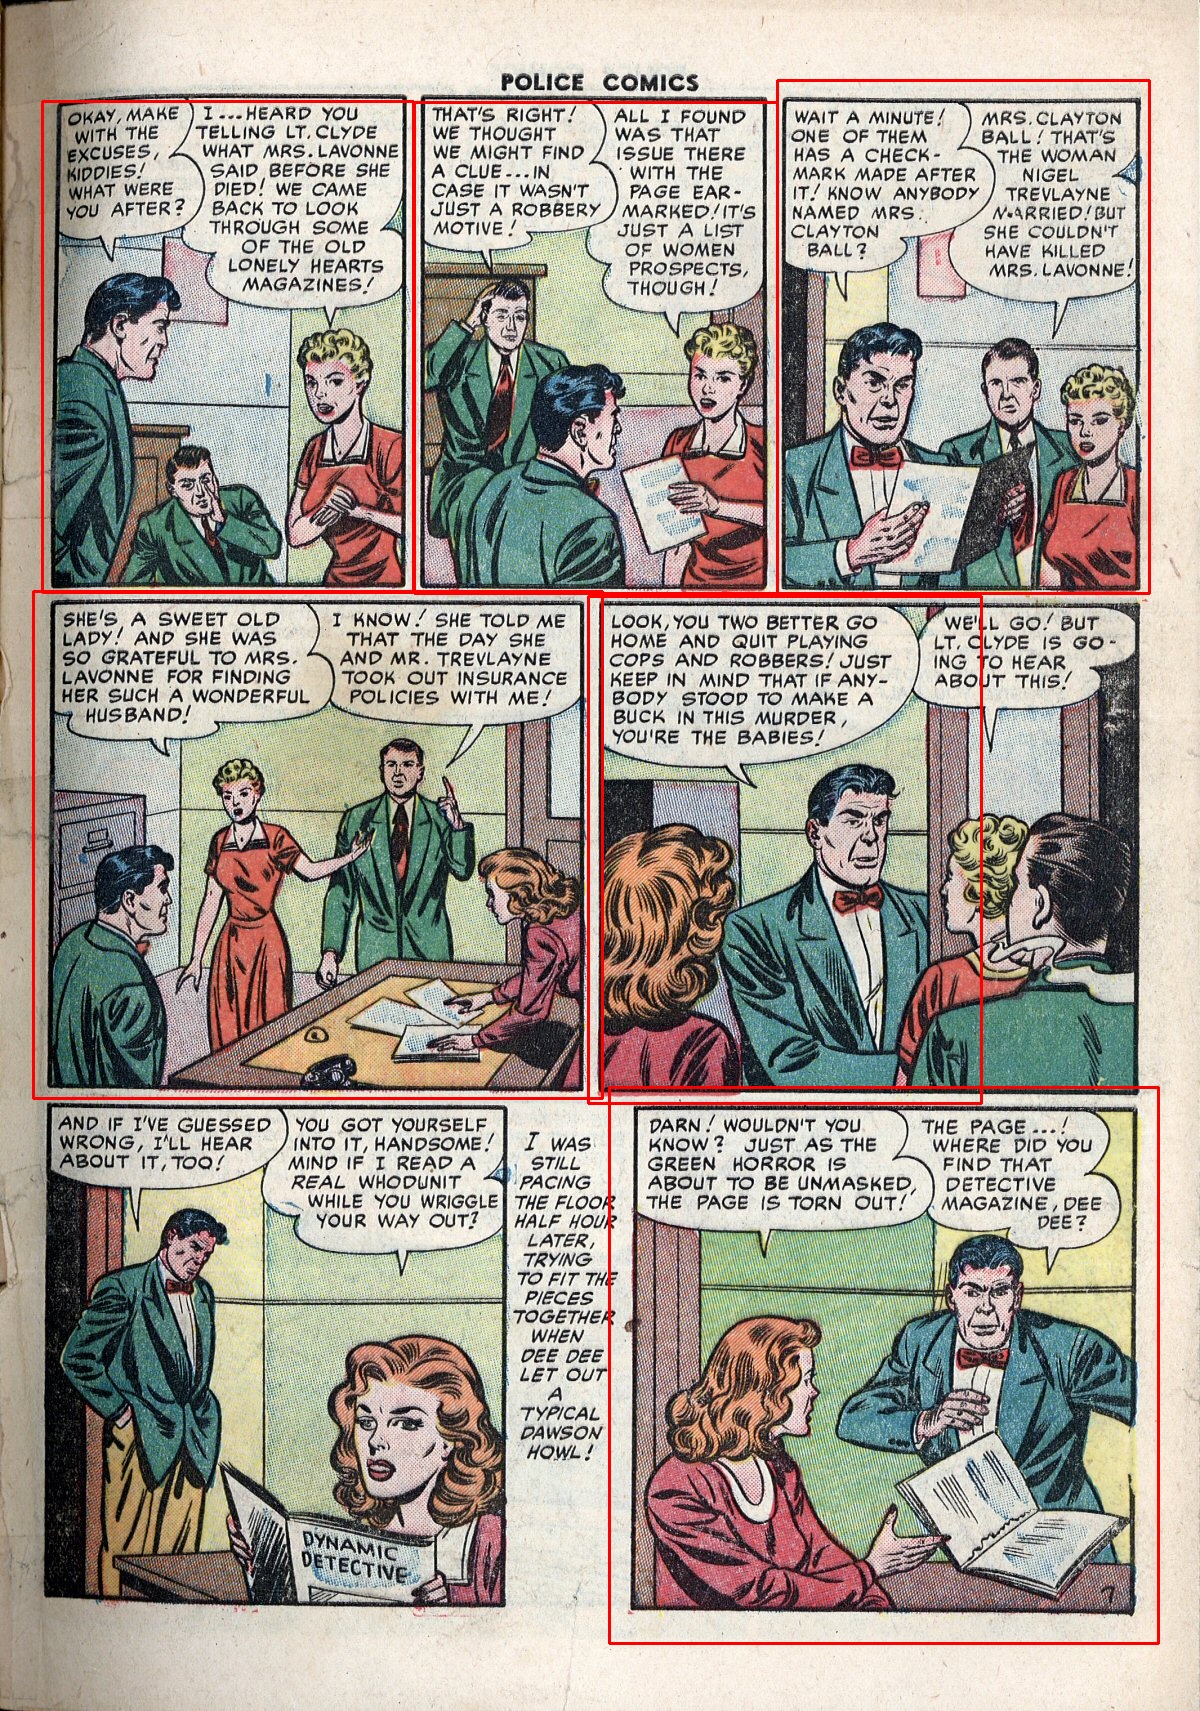 POLICE COMICS
OKAY, MAKE
WITH THE
EXCUSES,
KIDDIES!
WHAT WERE
YOU AFTER?
I...HEARD YOU
TELLING LT. CLYDE
WHAT MRS. LAVONNE
SAID BEFORE SHE
DIED! WE CAME
BACK TO LOOK
THROUGH SOME
OF THE OLD
LONELY HEARTS
MAGAZINES!
THAT'S RIGHT!
WE THOUGHT
WE MIGHT FIND
A CLUE...IN
CASE IT WASN'T
JUST A ROBBERY
MOTIVE!
ALL I FOUND
WAS THAT
ISSUE THERE
WITH THE
PAGE EAR-
MARKED! IT'S
JUST A LIST
OF WOMEN
PROSPECTS,
THOUGH!
WAIT A MINUTE!
ONE OF THEM
HAS A CHECK-
MARK MADE AFTER
IT! KNOW ANYBODY
NAMED MRS.
CLAYTON
BALL?
MRS. CLAYTON
BALL! THAT'S
THE WOMAN
NIGEL
TREVLAYNE
MARRIED! BUT
SHE COULDN'T
HAVE KILLED
MRS. LAVONNE!
SHE'S, A SWEET OLD
LADY! AND SHE WAS
SO GRATEFUL TO MRS.
LAVONNE FOR FINDING
HER SUCH A WONDERFUL
HUSBAND!
I KNOW! SHE TOLD ME
THAT THE DAY SHE
AND MR. TREVLAYNE
TOOK OUT INSURANCE
POLICIES WITH ME!
LOOK, YOU TWO BETTER GO
HOME AND QUIT PLAYING
COPS AND ROBBERS! JUST
KEEP IN MIND THAT IF ANY-
BODY STOOD TO MAKE A
BUCK IN THIS MURDER,
YOU'RE THE BABIES!
WE'LL GO! BUT
LT. CLYDE IS GO-
ING TO HEAR
ABOUT THIS!
AND IF I'VE GUESSED
WRONG, I'LL HEAR
ABOUT IT, TOO!
YOU GOT YOURSELF
INTO IT, HANDSOME!
MIND IF I READ A
REAL WHODUNIT
WHILE YOU WRIGGLE
YOUR WAY OUT?
DYNAMIC
DETECTIVE
I WAS
STILL
PACING
THE FLOOR
HALF HOUR
LATER,
TRYING
TO FIT THE
PIECES
TOGETHER
WHEN
DEE DEE
LET OUT
A
TYPICAL
DAWSON
HOWL!
DARN! WOULDN'T YOU
KNOW? JUST AS THE
GREEN HORROR IS
ABOUT TO BE UNMASKED,
THE PAGE IS TORN OUT!
THE PAGE...!
WHERE DID YOU
FIND THAT
DETECTIVE
MAGAZINE, DEE
DEE?
7